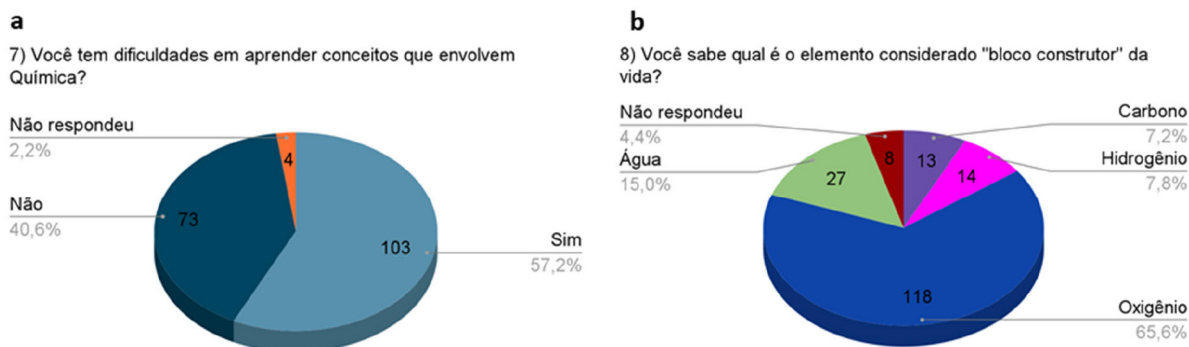 a
7) Você tem dificuldades em aprender conceitos que envolvem
Química?
Não respondeu
2,2%
4
Não
40,6%
73
103
Sim
57,2%
b
8) Você sabe qual é o elemento considerado "bloco construtor" da
vida?
Não respondeu
4,4%
8
Carbono
7,2%
13
Água
15,0%
27
Hidrogênio
7,8%
14
118
Oxigênio
65,6%